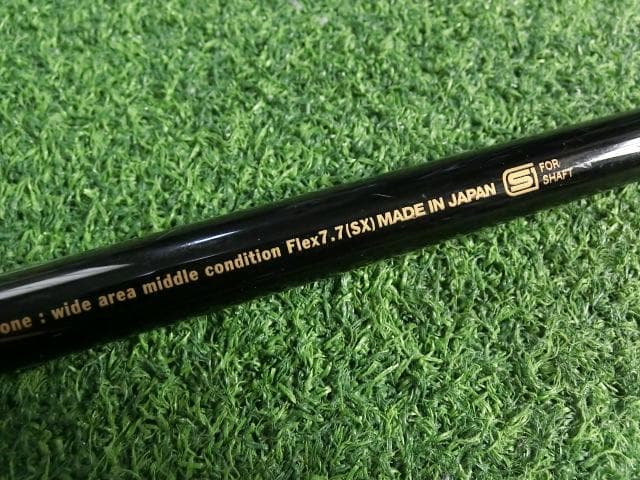 one : wide area middle condition Flex7.7(SX) MADE IN JAPAN
FOR
SHAFT